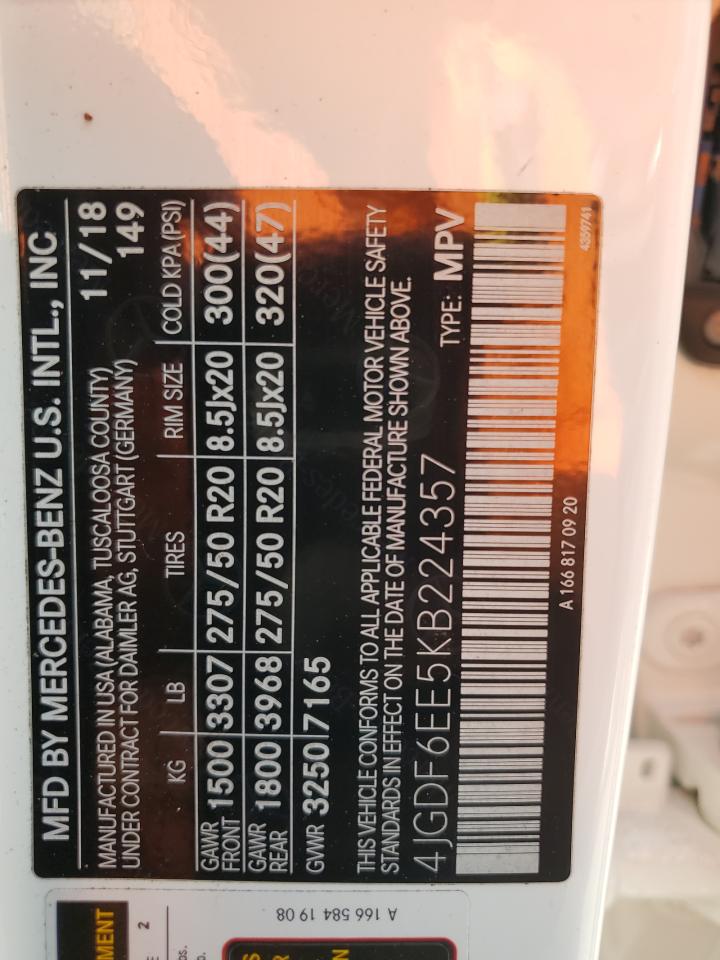 MFD BY MERCEDES-BENZ U.S. INTL., INC
MANUFACTURED IN USA (ALABAMA, TUSCALOOSA COUNTY) 11/18
UNDER CONTRACT FOR DAIMLER AG, STUTTGART (GERMANY) 149
KG LB TIRES RIM SIZE COLD KPA (PSI)
GAWR FRONT 1500 3307 275/50 R20 8.5Jx20 300(44)
GAWR REAR 1800 3968 275/50 R20 8.5Jx20 320(47)
GVWR 3250 7165
THIS VEHICLE CONFORMS TO ALL APPLICABLE FEDERAL MOTOR VEHICLE SAFETY
STANDARDS IN EFFECT ON THE DATE OF MANUFACTURE SHOWN ABOVE.
4JGDF6EE5KB224357 TYPE: MPV
A 166 817 09 20 4359741
A 166 584 19 08
2